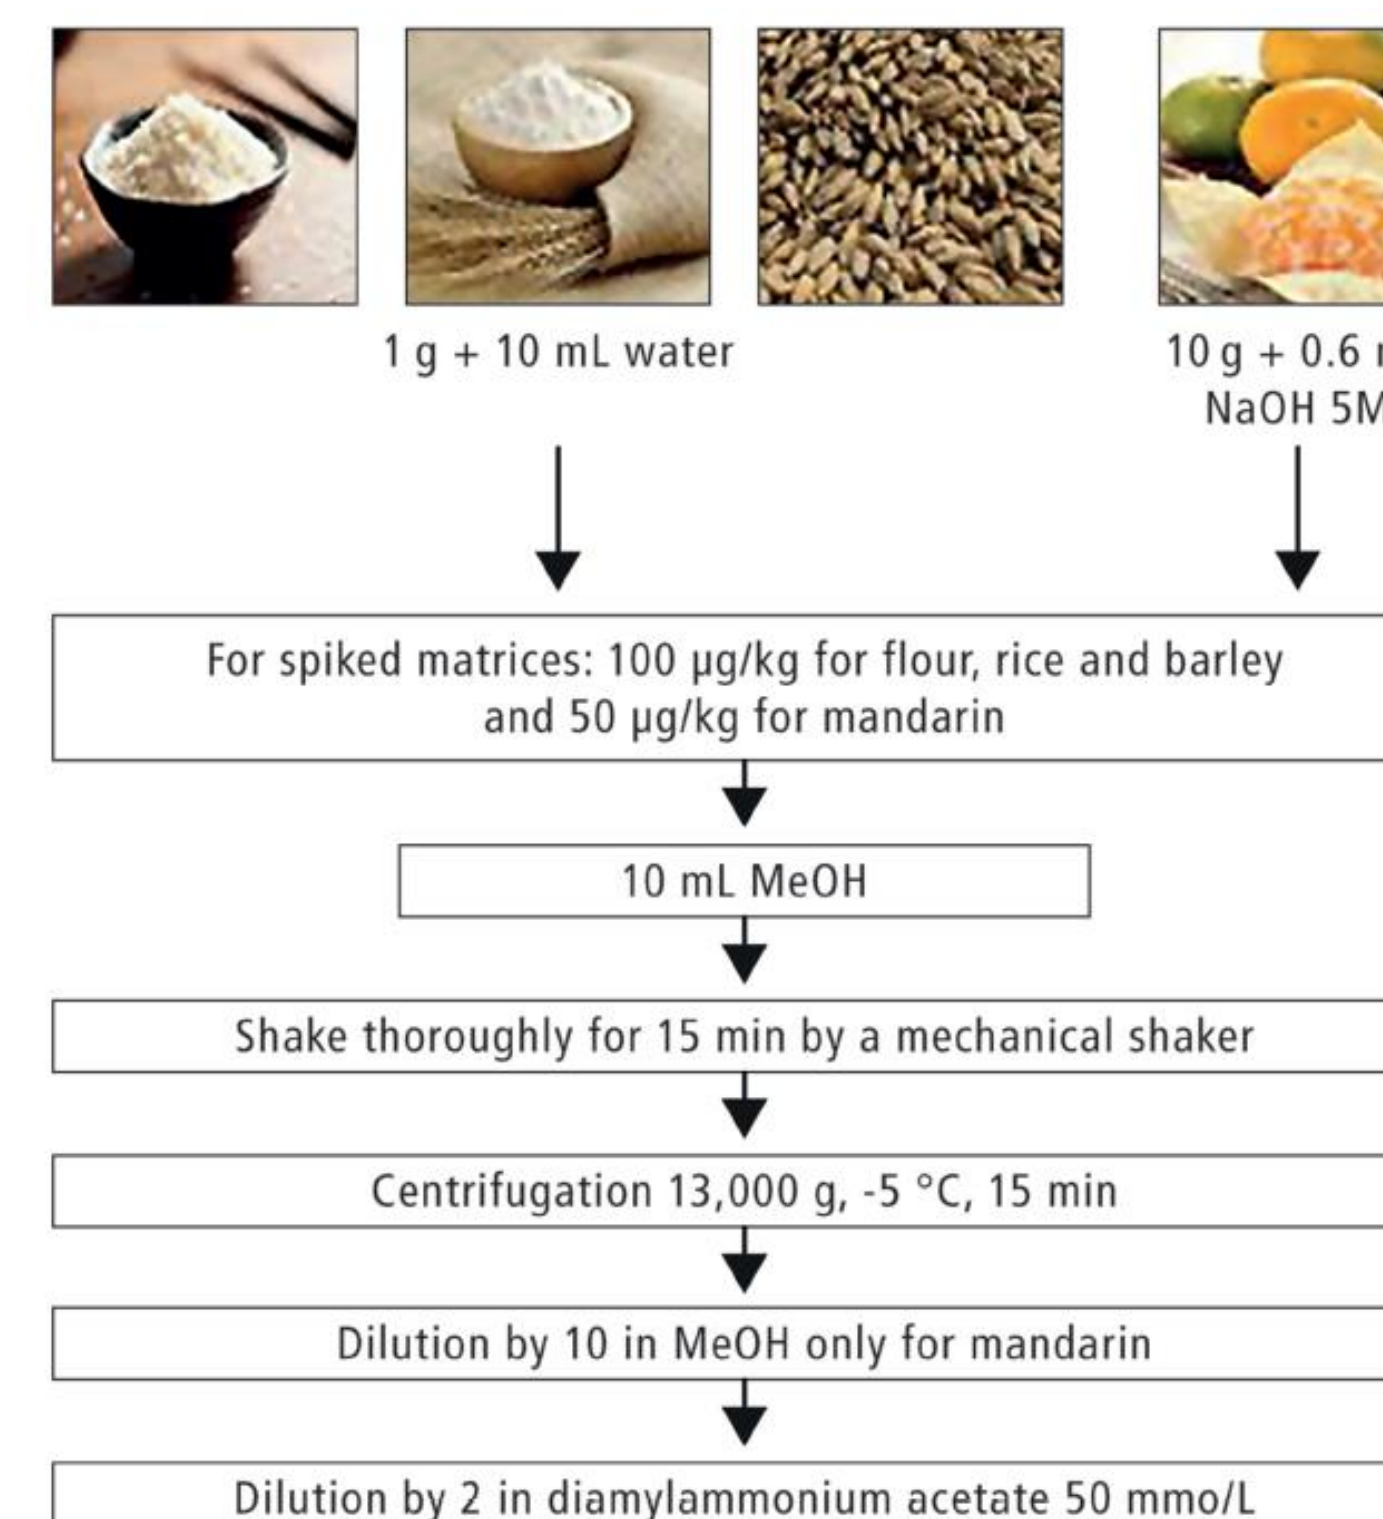 1 g + 10 mL water
10 g + 0.6
NaOH 5M
For spiked matrices: 100 µg/kg for flour, rice and barley
and 50 µg/kg for mandarin
10 mL MeOH
Shake thoroughly for 15 min by a mechanical shaker
Centrifugation 13,000 g, -5 °C, 15 min
Dilution by 10 in MeOH only for mandarin
Dilution by 2 in diamylammonium acetate 50 mmo/L